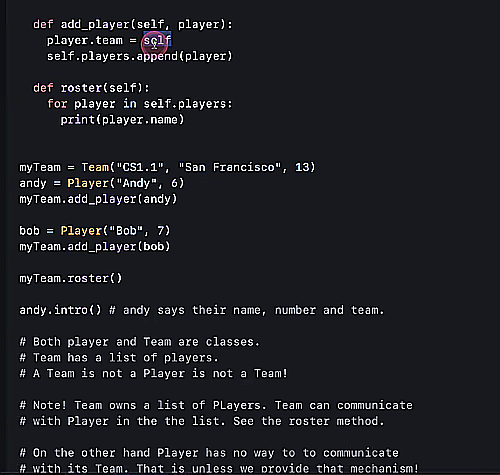 def add_player(self, player):
player.team = self
self.players.append(player)
def roster(self):
for player in self.players:
print(player.name)
myTeam = Team("CS1.1", "San Francisco", 13)
andy = Player("Andy", 6)
myTeam.add_player(andy)
bob = Player("Bob", 7)
myTeam.add_player(bob)
myTeam.roster()
andy.intro() # andy says their name, number and team.
# Both player and Team are classes.
# Team has a list of players.
# A Team is not a Player is not a Team!
# Note! Team owns a list of PLayers. Team can communicate
# with Player in the the list. See the roster method.
# On the other hand Player has no way to to communicate
# with its Team. That is unless we provide that mechanism!